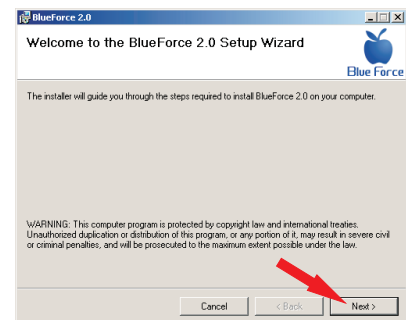 BlueForce 2.0
Welcome to the BlueForce 2.0 Setup Wizard
Blue Force
The installer will guide you through the steps required to install BlueForce 2.0 on your computer.
WARNING: This computer program is protected by copyright law and international treaties.
Unauthorized duplication or distribution of this program, or any portion of it, may result in severe civil
or criminal penalties, and will be prosecuted to the maximum extent possible under the law.
Cancel
< Back
Next >